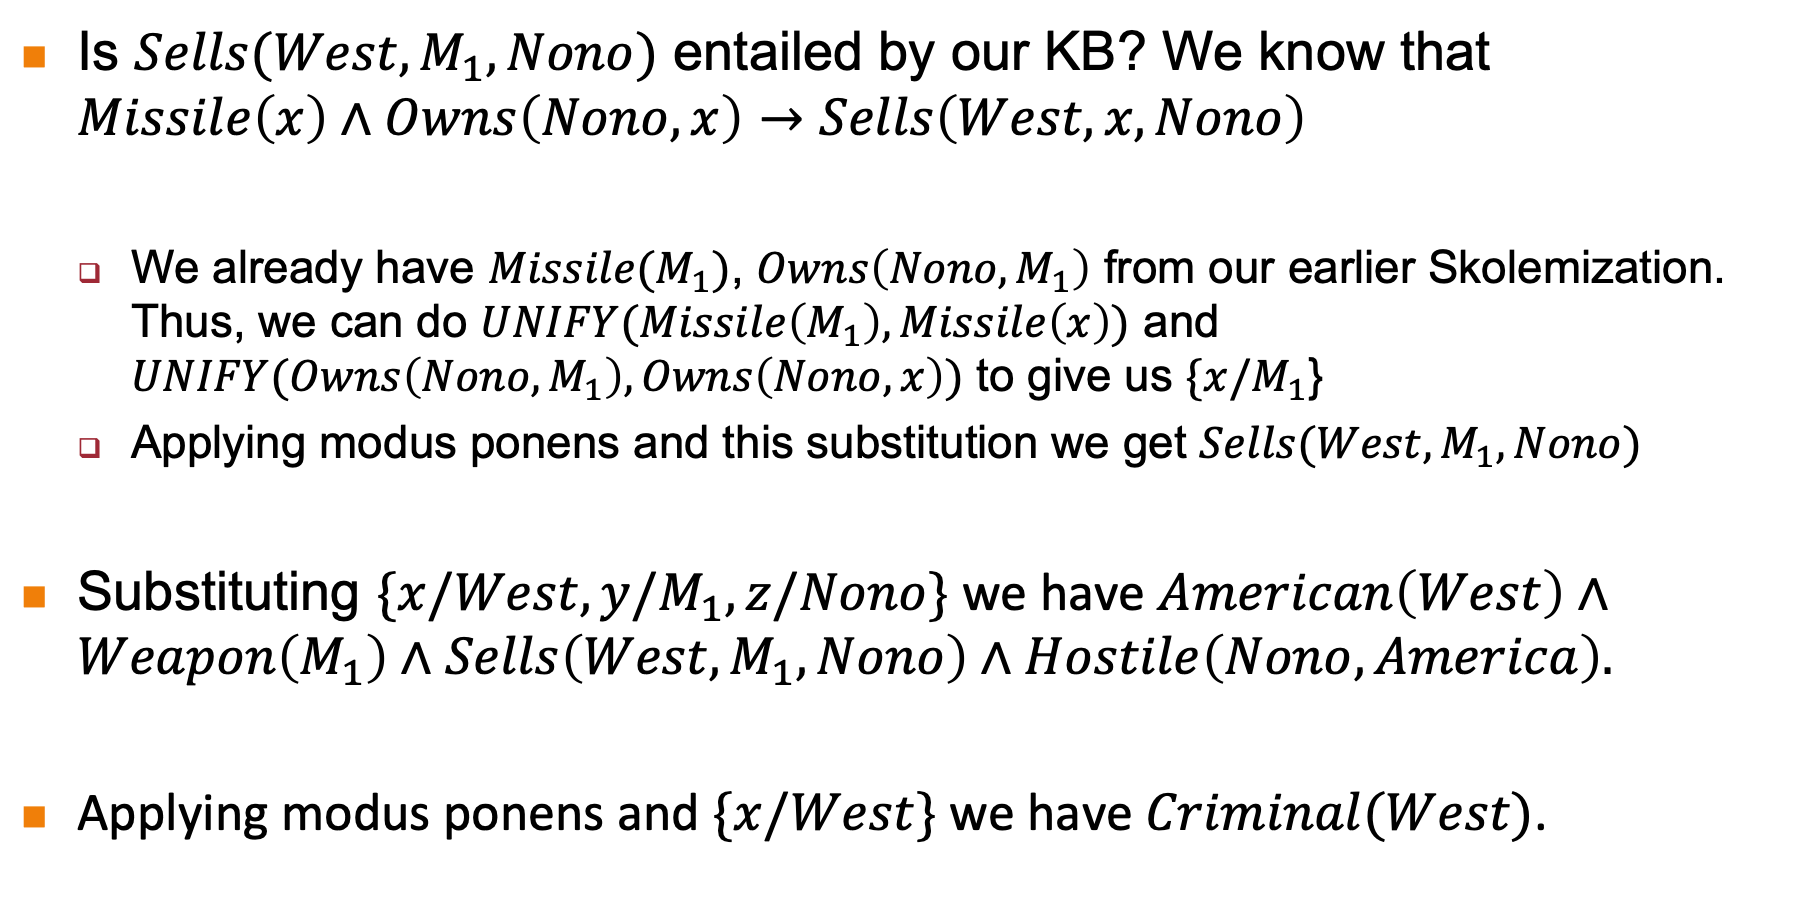 Is Sells(West, M₁, Nono) entailed by our KB? We know that
Missile(x) ∧ Owns(Nono, x) → Sells(West, x, Nono)
We already have Missile(M₁), Owns(Nono, M₁) from our earlier Skolemization.
Thus, we can do UNIFY(Missile(M₁), Missile(x)) and
UNIFY(Owns(Nono, M₁), Owns(Nono, x)) to give us {x/M₁}
Applying modus ponens and this substitution we get Sells(West, M₁, Nono)
Substituting {x/West, y/M₁, z/Nono} we have American(West) ∧
Weapon(M₁) ∧ Sells(West, M₁, Nono) ∧ Hostile(Nono, America).
Applying modus ponens and {x/West} we have Criminal(West).